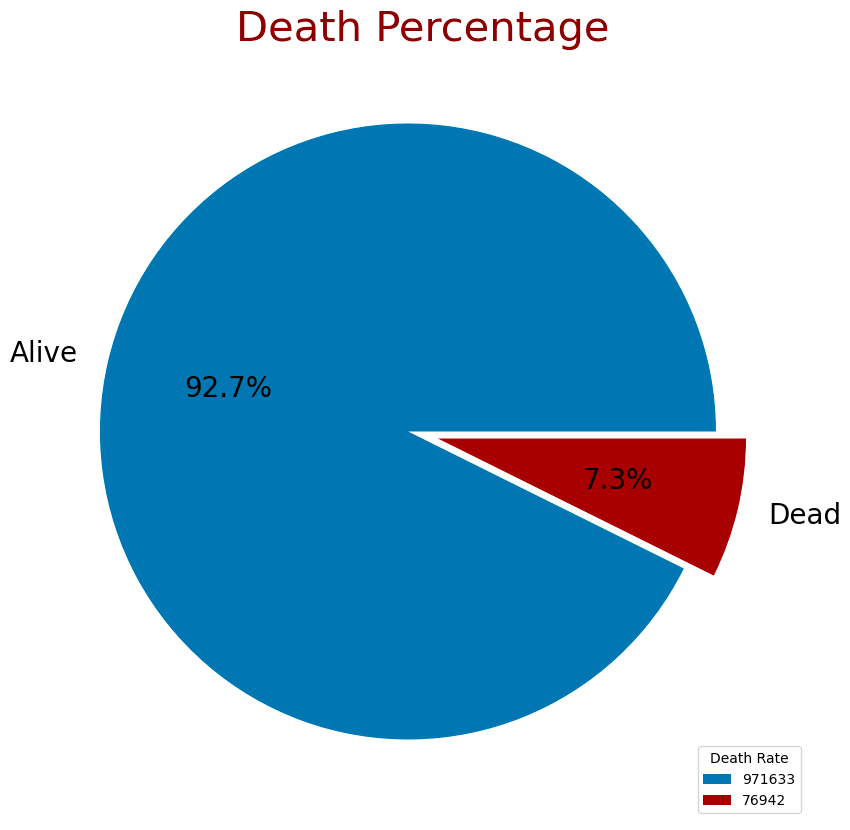 Death Percentage
Alive
92.7%
7.3%
Dead
Death Rate
971633
76942